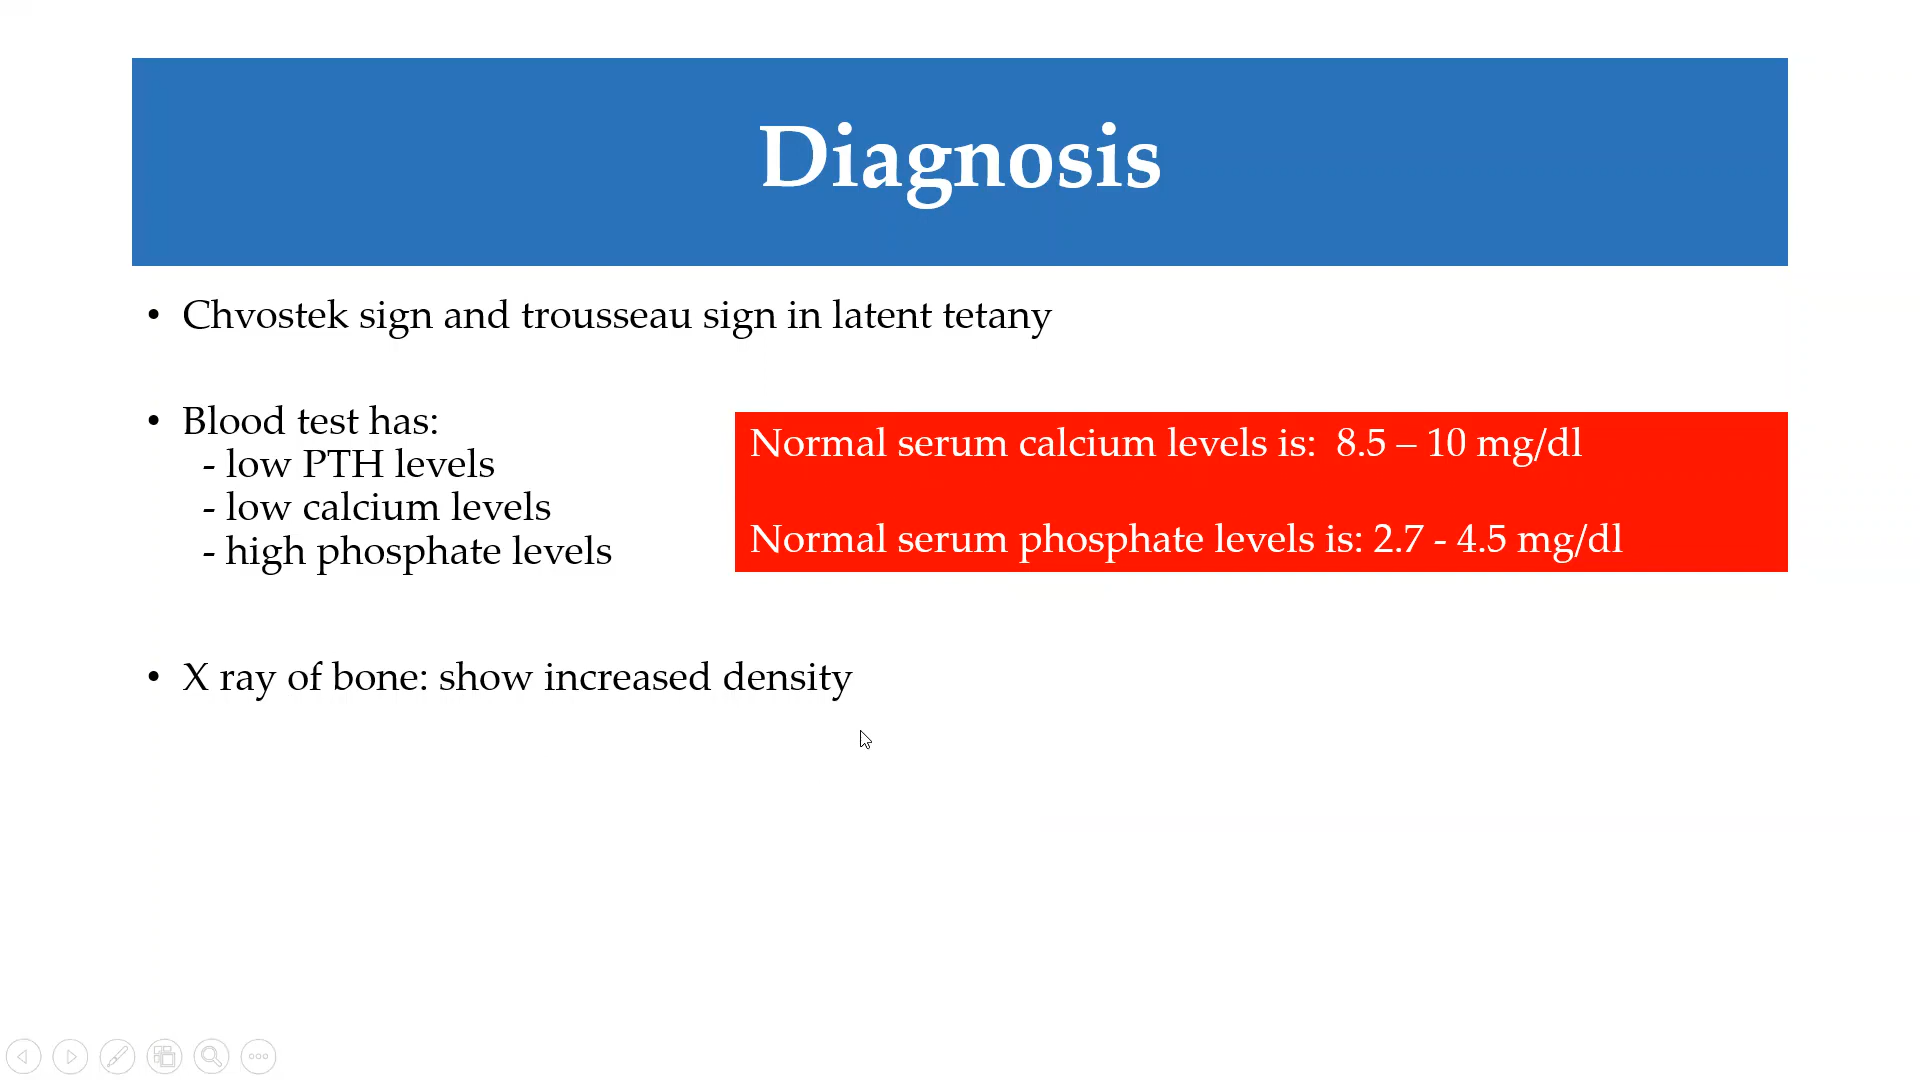 Diagnosis
• Chvostek sign and trousseau sign in latent tetany
• Blood test has:
- low PTH levels
- low calcium levels
- high phosphate levels
Normal serum calcium levels is: 8.5 – 10 mg/dl
Normal serum phosphate levels is: 2.7 - 4.5 mg/dl
• X ray of bone: show increased density